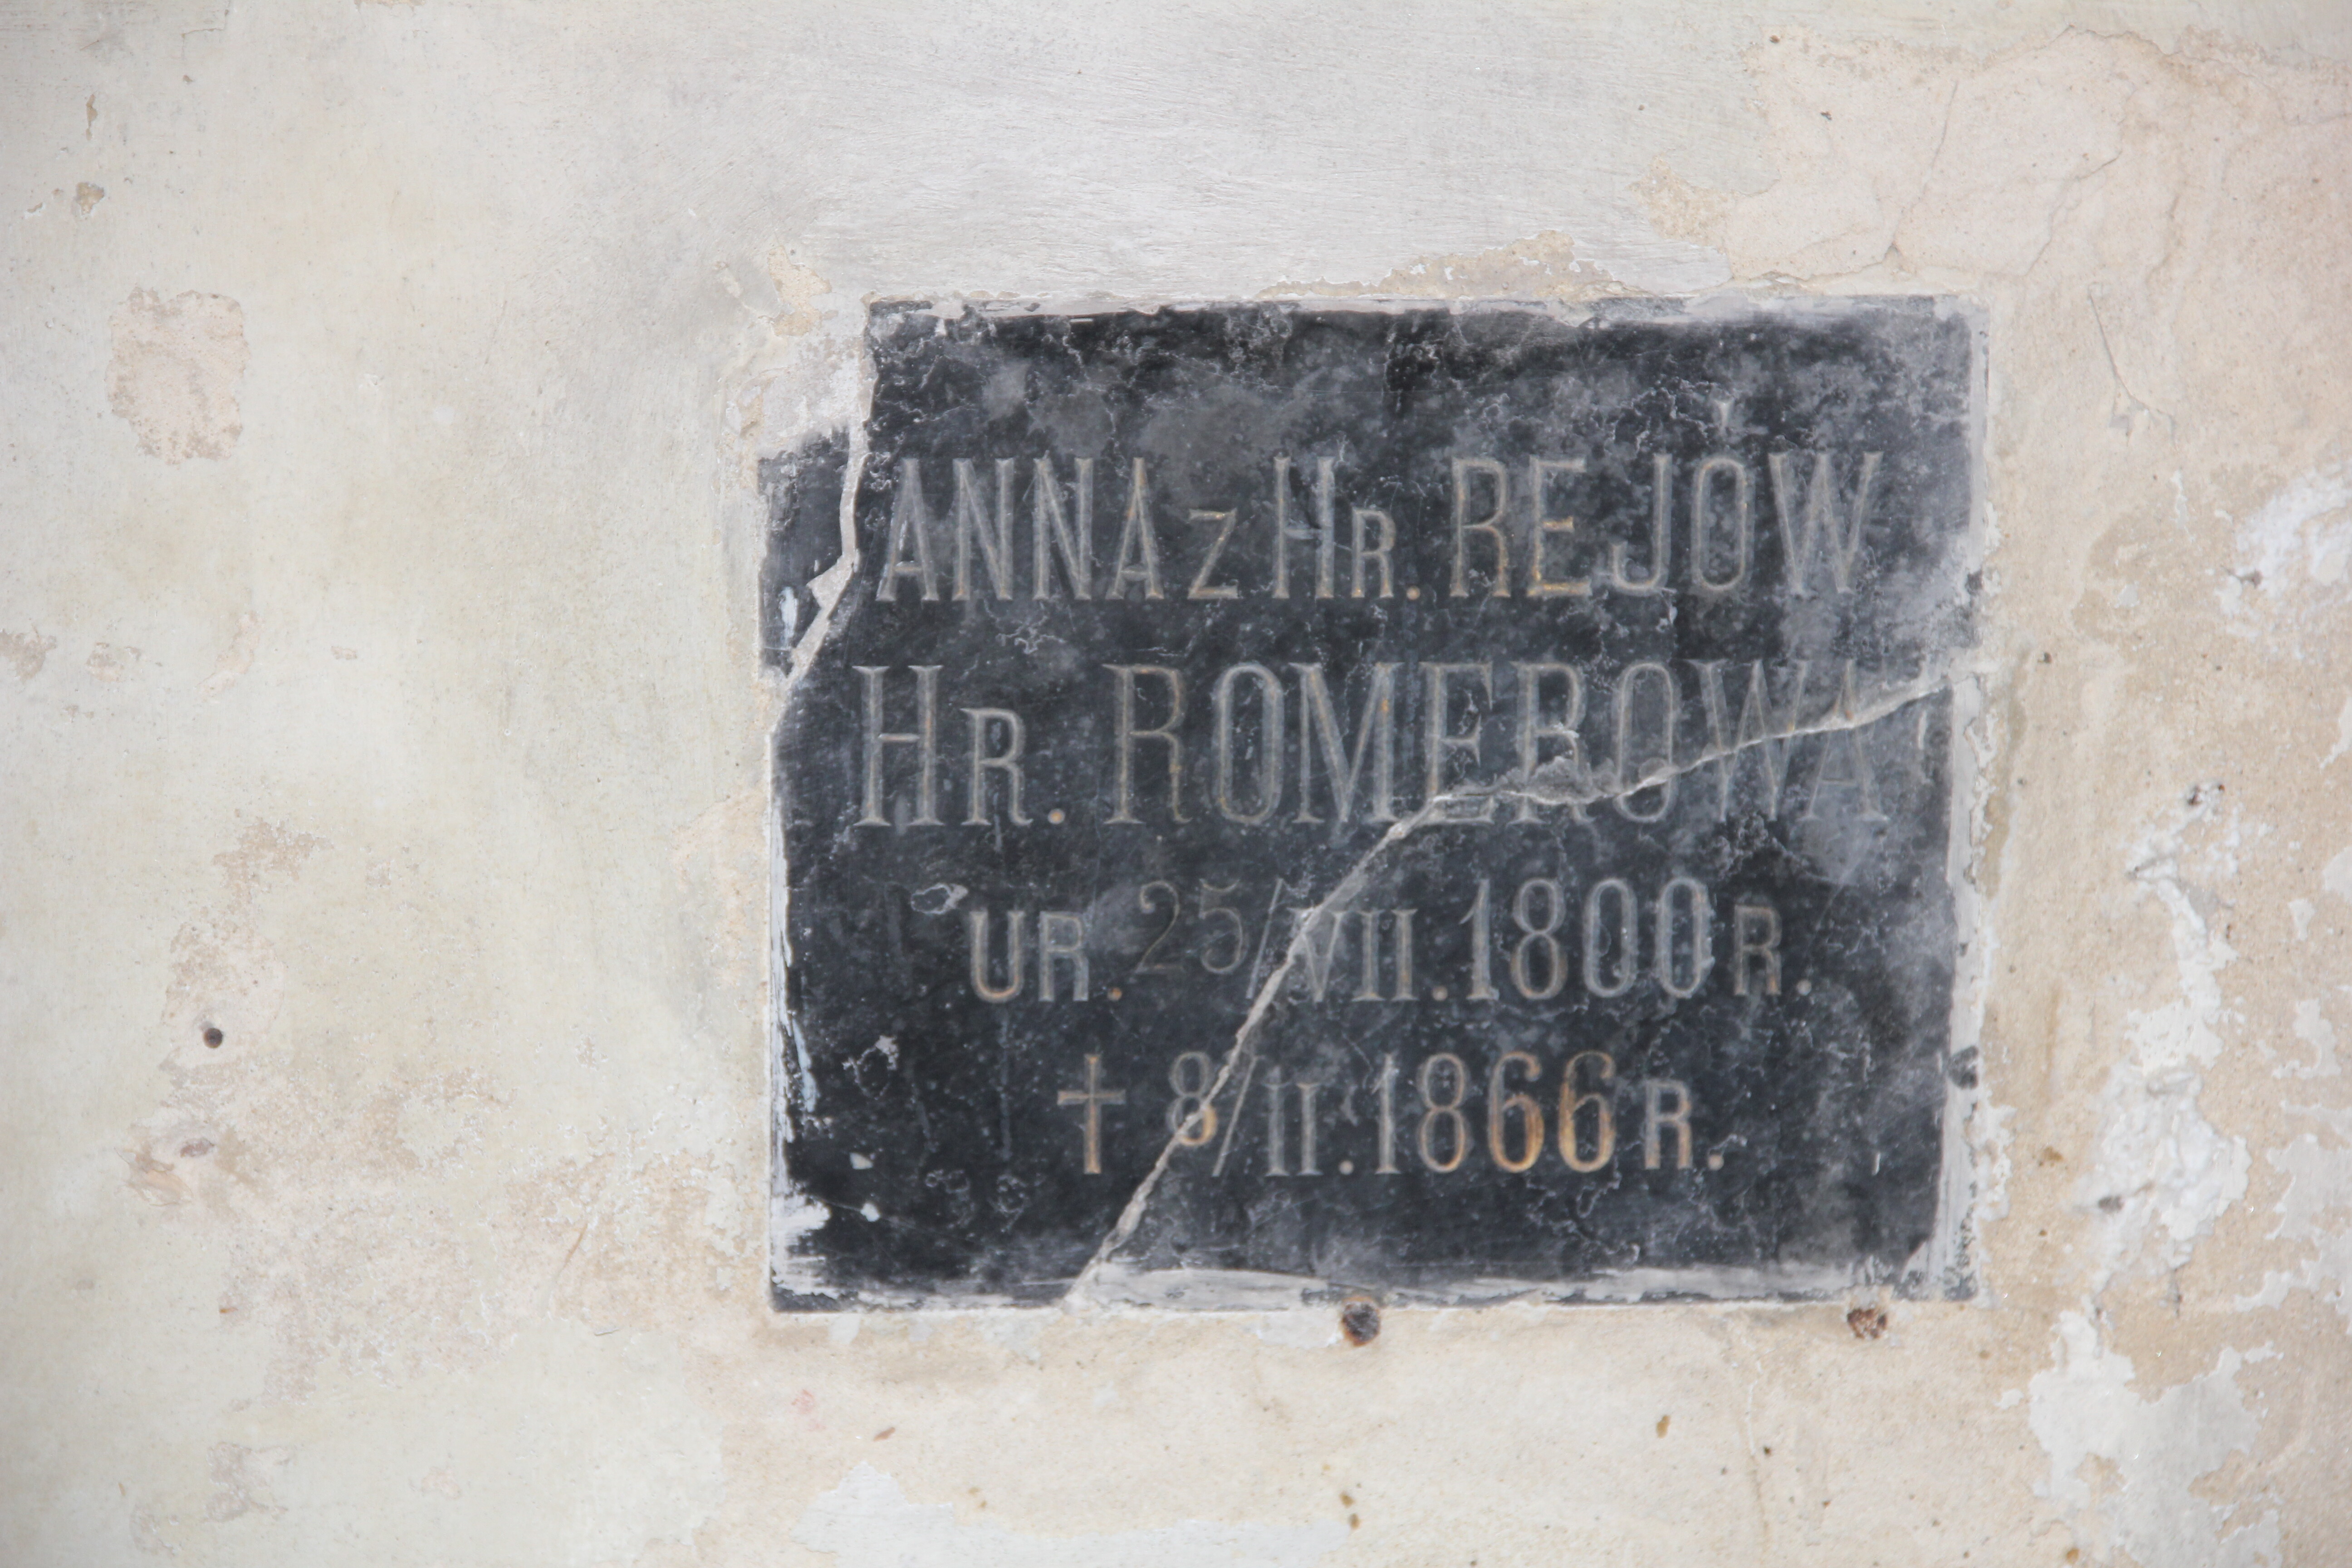 ANNA Z HR. REJÓW
HR. ROMEROWA
UR. 25/VII. 1800 R.
† 8/II. 1866 R.